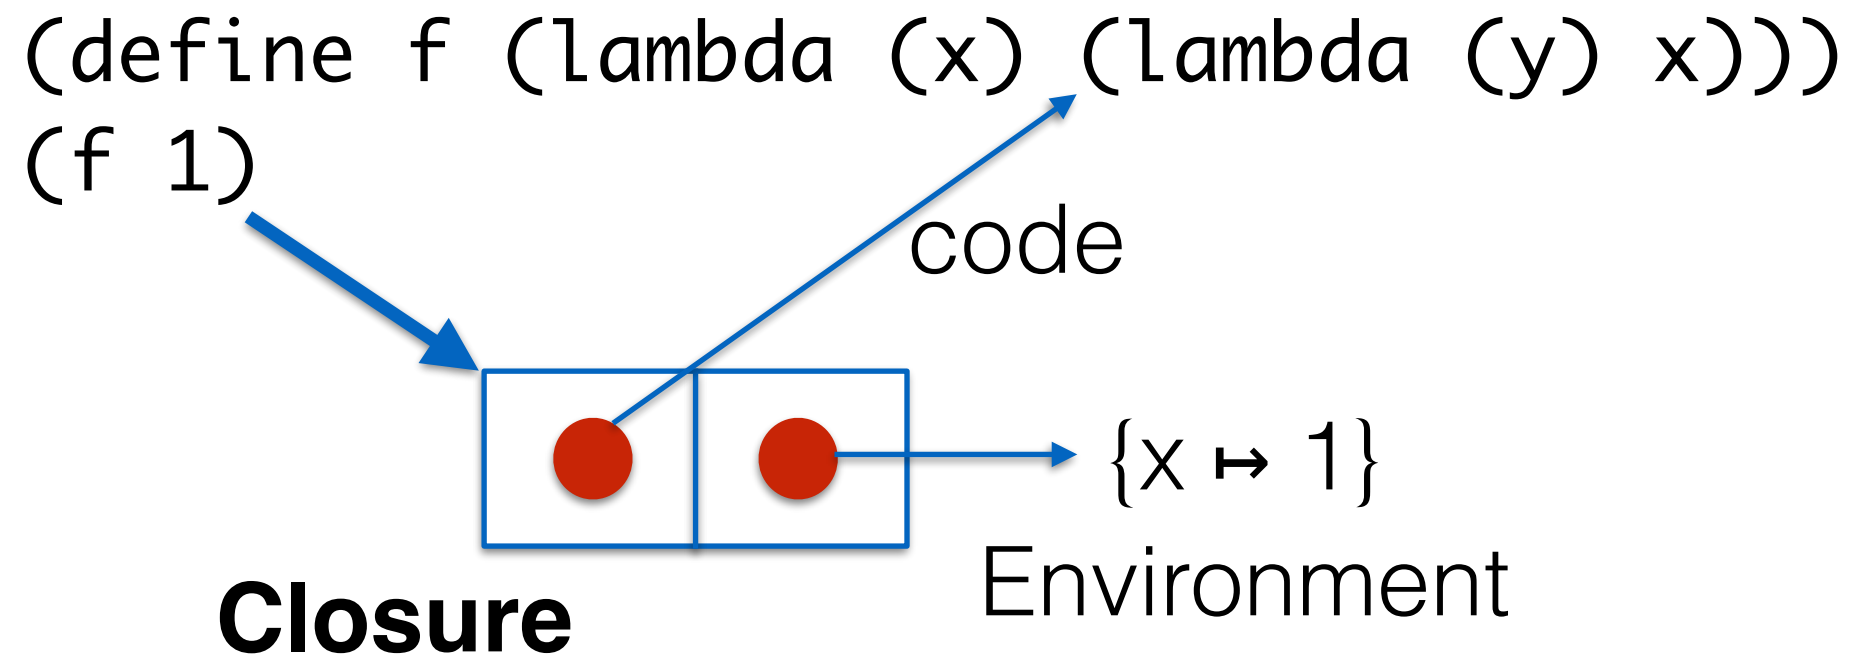 (define f (lambda (x) (lambda (y) x)))
(f 1)
code
{x ↦ 1}
Environment
Closure